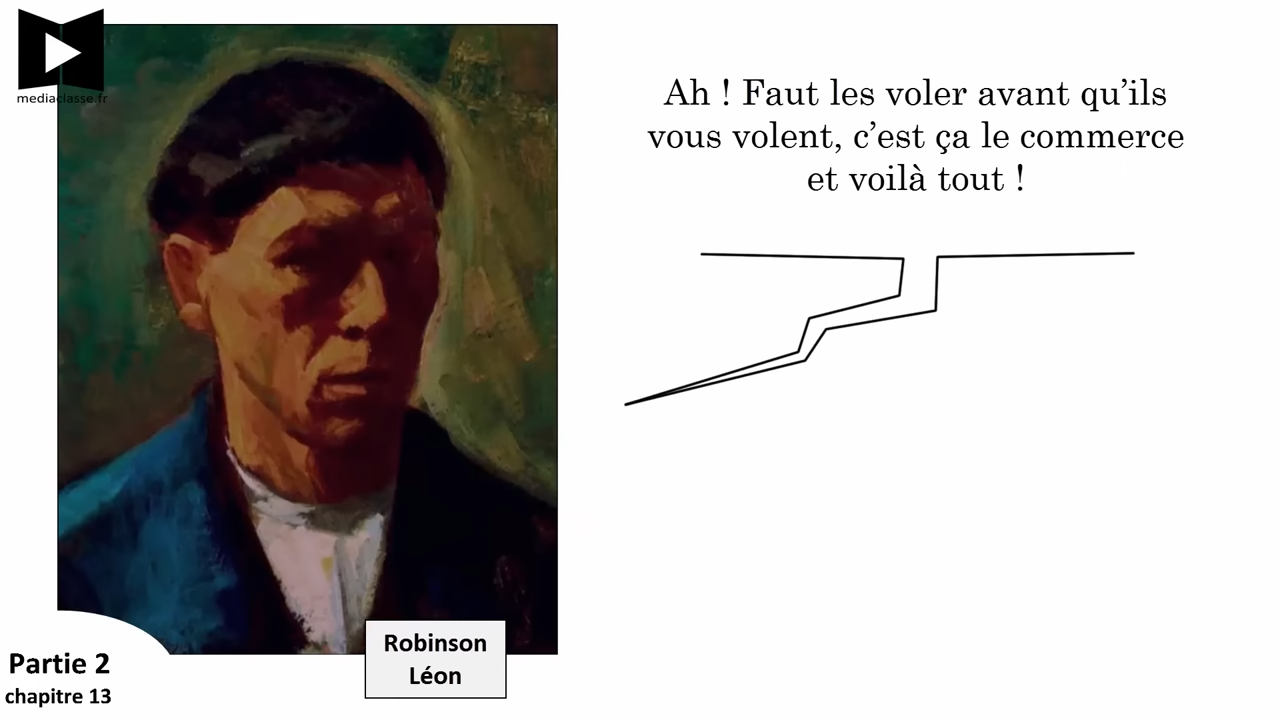 mediaclasse.fr
Ah ! Faut les voler avant qu’ils
vous volent, c’est ça le commerce
et voilà tout !
Robinson
Léon
Partie 2
chapitre 13